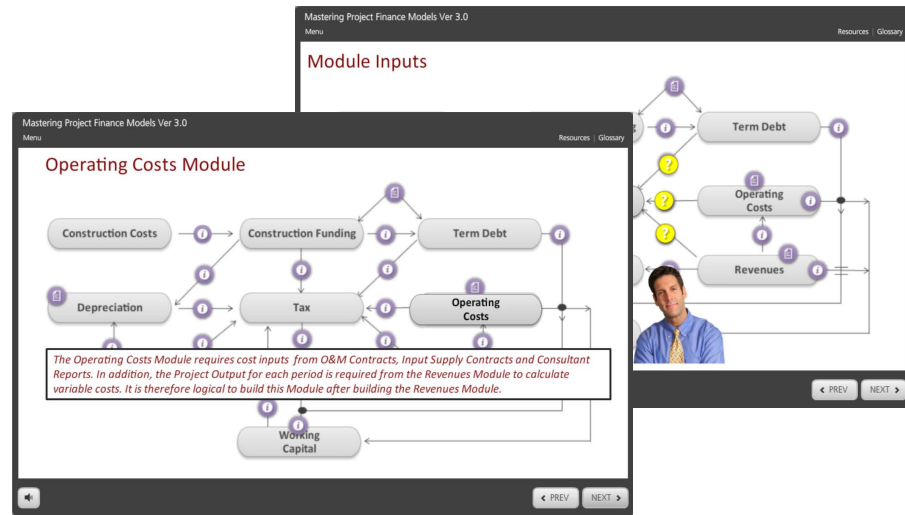 Mastering Project Finance Models Ver 3.0
Menu
Resources | Glossary
Module Inputs
Term Debt
?
Operating
Costs
?
?
Revenues
PREV
NEXT
Mastering Project Finance Models Ver 3.0
Menu
Resources | Glossary
Operating Costs Module
Construction Costs
i
Construction Funding
i
Term Debt
i
Depreciation
i
Tax
i
Operating
Costs
The Operating Costs Module requires cost inputs from O&M Contracts, Input Supply Contracts and Consultant
Reports. In addition, the Project Output for each period is required from the Revenues Module to calculate
variable costs. It is therefore logical to build this Module after building the Revenues Module.
Working
Capital
PREV
NEXT